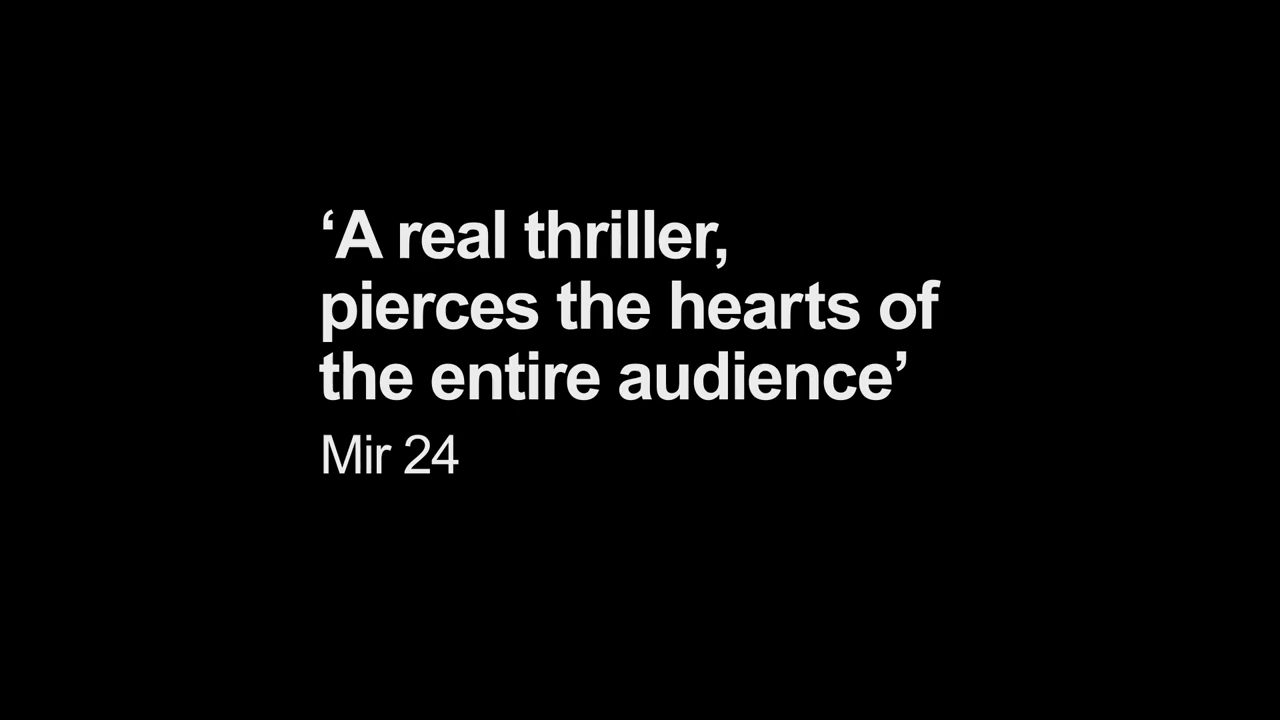 ‘A real thriller,
pierces the hearts of
the entire audience’
Mir 24